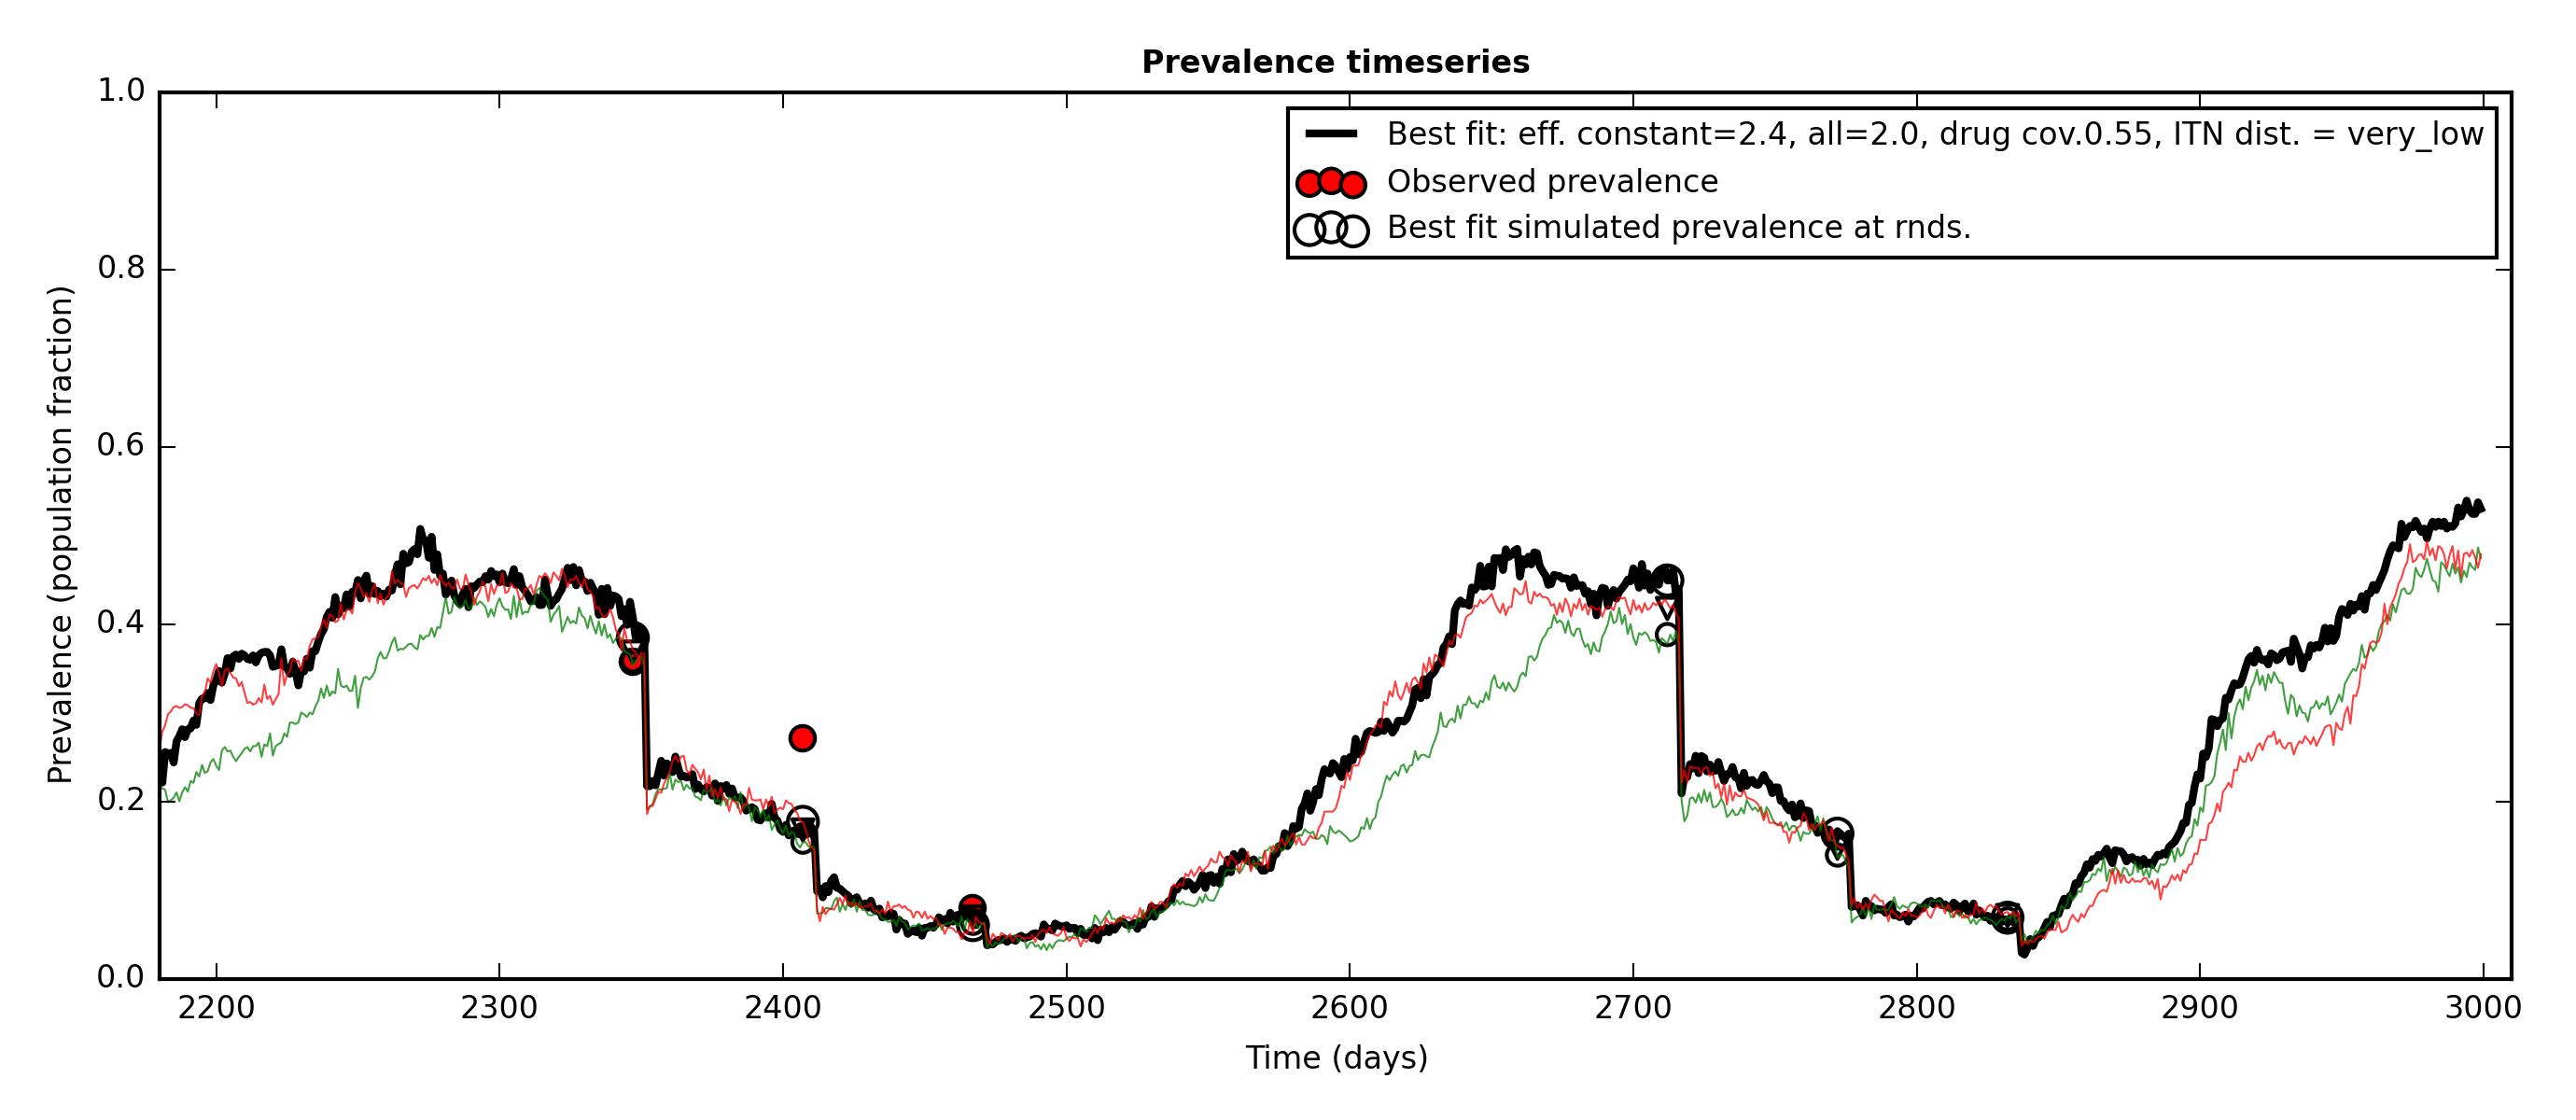 Prevalence timeseries
Best fit: eff. constant=2.4, all=2.0, drug cov.0.55, ITN dist. = very_low
Observed prevalence
Best fit simulated prevalence at rnds.
Prevalence (population fraction)
1.0
0.8
0.6
0.4
0.2
0.0
2200 2300 2400 2500 2600 2700 2800 2900 3000
Time (days)